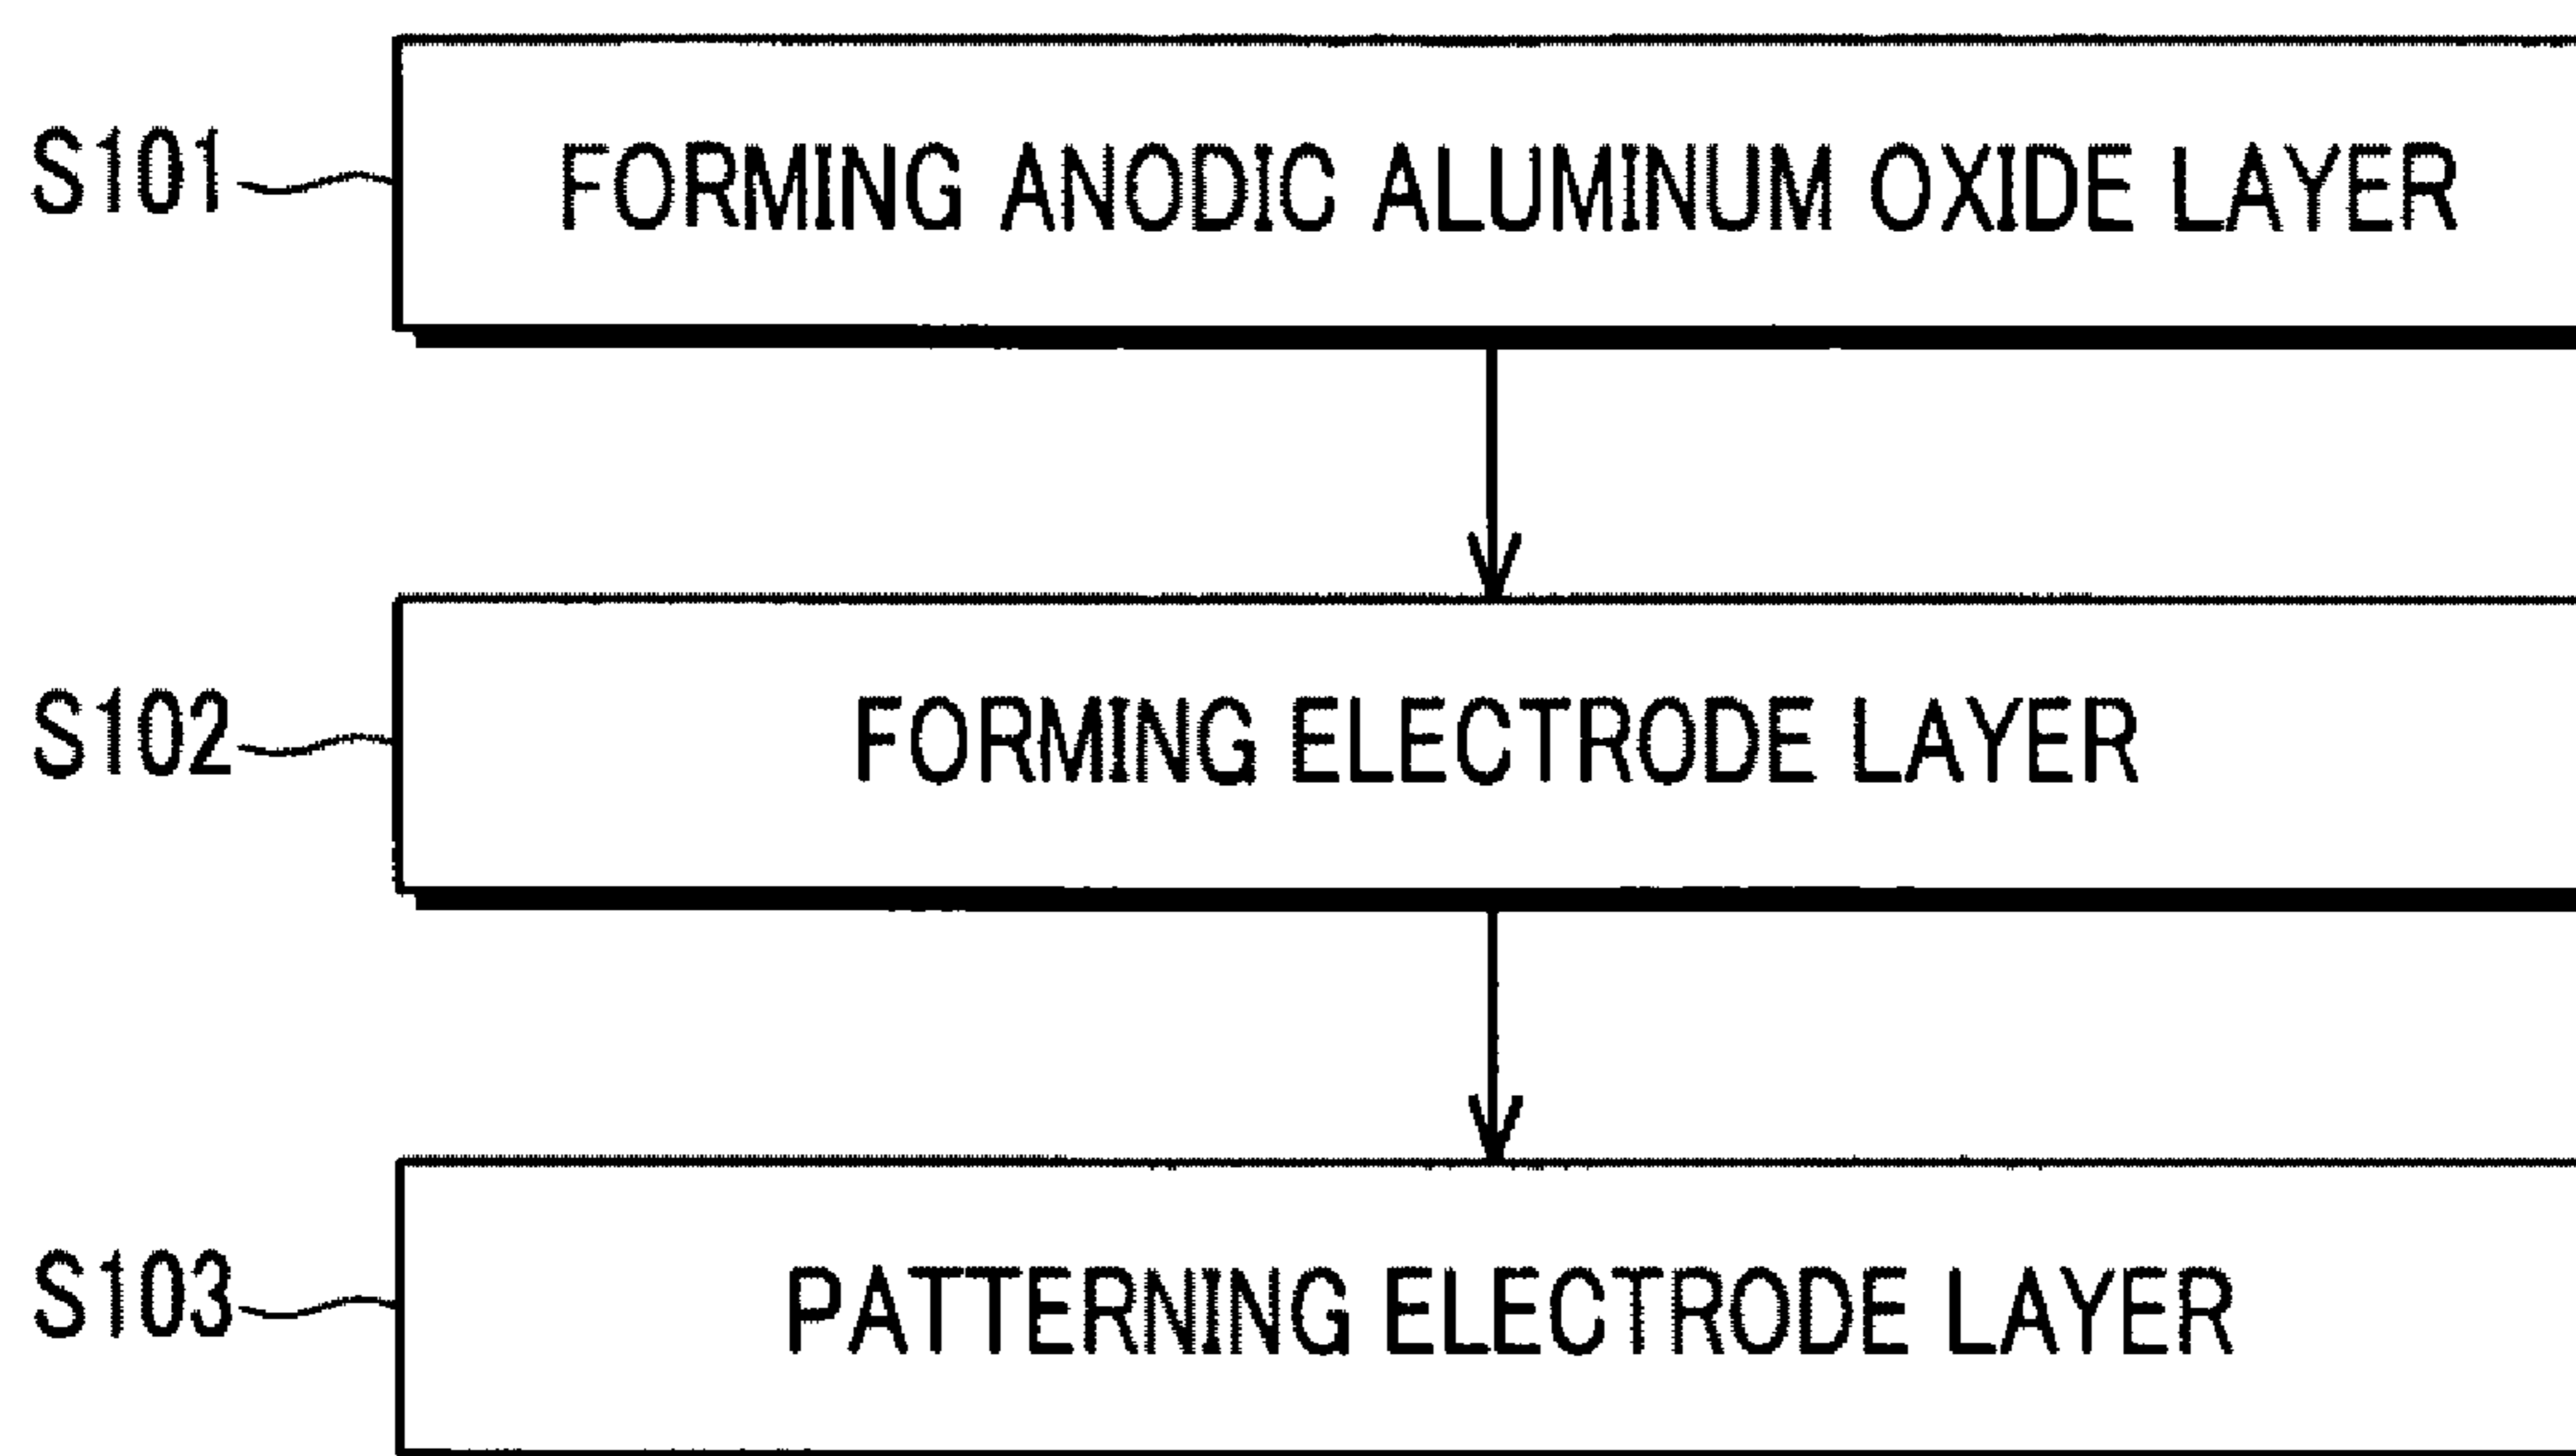 S101 FORMING ANODIC ALUMINUM OXIDE LAYER
S102 FORMING ELECTRODE LAYER
S103 PATTERNING ELECTRODE LAYER